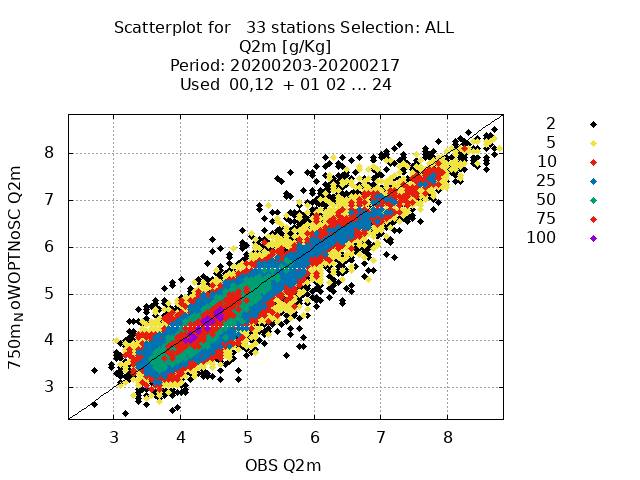 Scatterplot for   33 stations Selection: ALL
Q2m [g/Kg]
Period: 20200203-20200217
Used  00,12  + 01 02 ... 24
2
5
10
25
50
75
100
8
7
6
5
4
3
750m_NoWOPTNoSC Q2m
3 4 5 6 7 8
OBS Q2m